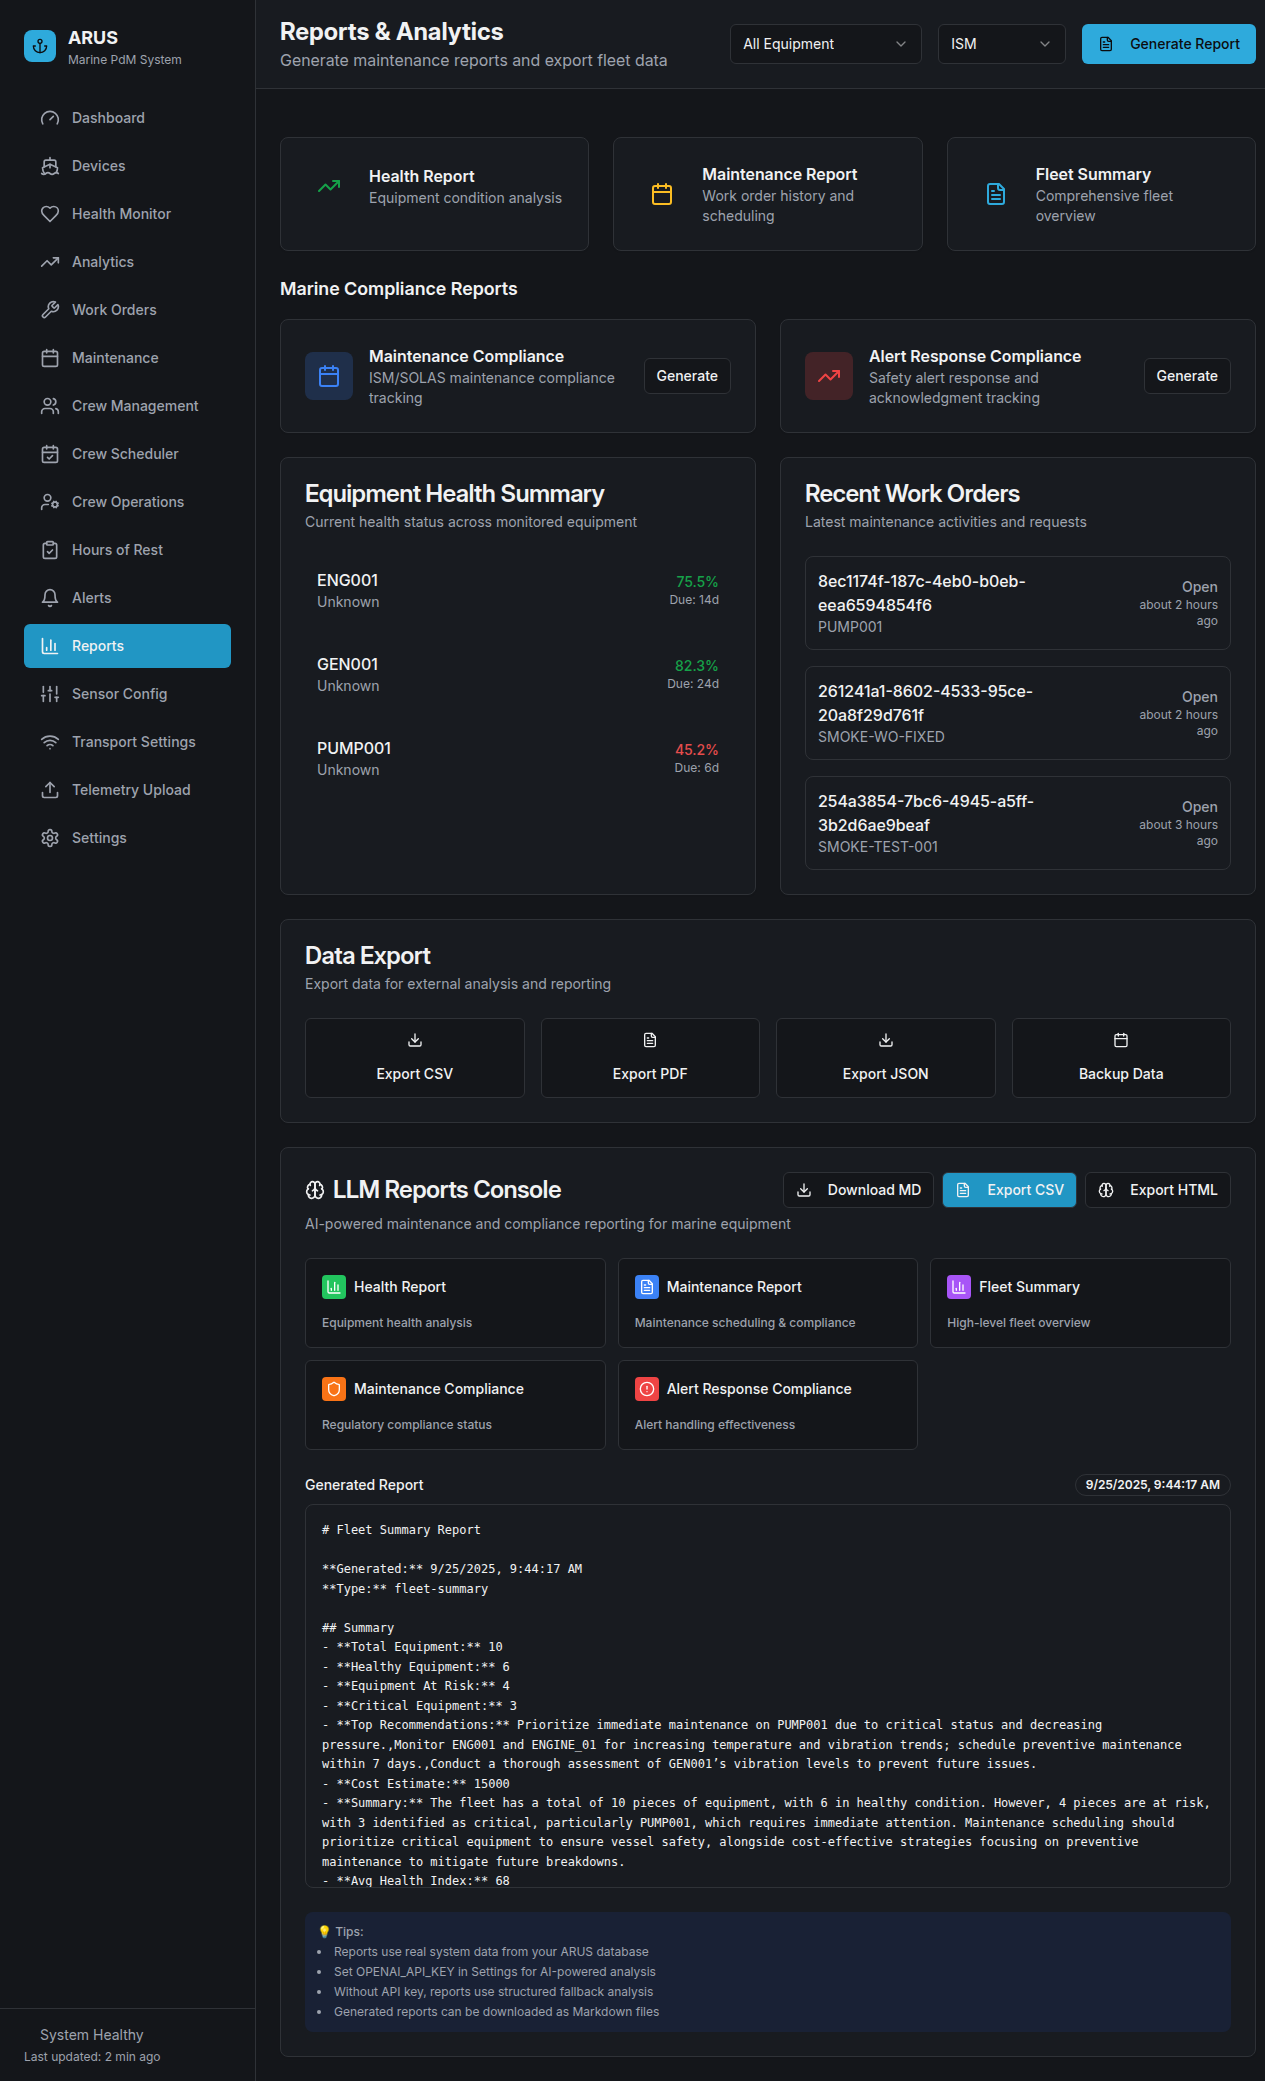 ARUS
Marine PdM System
Dashboard
Devices
Health Monitor
Analytics
Work Orders
Maintenance
Crew Management
Crew Scheduler
Crew Operations
Hours of Rest
Alerts
Reports
Sensor Config
Transport Settings
Telemetry Upload
Settings
System Healthy
Last updated: 2 min ago
Reports & Analytics
Generate maintenance reports and export fleet data
All Equipment
ISM
Generate Report
Health Report
Equipment condition analysis
Maintenance Report
Work order history and
scheduling
Fleet Summary
Comprehensive fleet
overview
Marine Compliance Reports
Maintenance Compliance
ISM/SOLAS maintenance compliance
tracking
Generate
Alert Response Compliance
Safety alert response and
acknowledgment tracking
Generate
Equipment Health Summary
Current health status across monitored equipment
ENG001
Unknown
75.5%
Due: 14d
GEN001
Unknown
82.3%
Due: 24d
PUMP001
Unknown
45.2%
Due: 6d
Recent Work Orders
Latest maintenance activities and requests
8ec1174f-187c-4eb0-b0eb-
eea6594854f6
PUMP001
Open
about 2 hours
ago
261241a1-8602-4533-95ce-
20a8f29d761f
SMOKE-WO-FIXED
Open
about 2 hours
ago
254a3854-7bc6-4945-a5ff-
3b2d6ae9beaf
SMOKE-TEST-001
Open
about 3 hours
ago
Data Export
Export data for external analysis and reporting
Export CSV
Export PDF
Export JSON
Backup Data
LLM Reports Console
Download MD
Export CSV
Export HTML
AI-powered maintenance and compliance reporting for marine equipment
Health Report
Equipment health analysis
Maintenance Report
Maintenance scheduling & compliance
Fleet Summary
High-level fleet overview
Maintenance Compliance
Regulatory compliance status
Alert Response Compliance
Alert handling effectiveness
Generated Report
9/25/2025, 9:44:17 AM
# Fleet Summary Report
**Generated:** 9/25/2025, 9:44:17 AM
**Type:** fleet-summary
## Summary
- **Total Equipment:** 10
- **Healthy Equipment:** 6
- **Equipment At Risk:** 4
- **Critical Equipment:** 3
- **Top Recommendations:** Prioritize immediate maintenance on PUMP001 due to critical status and decreasing
pressure.,Monitor ENG001 and ENGINE_01 for increasing temperature and vibration trends; schedule preventive maintenance
within 7 days.,Conduct a thorough assessment of GEN001’s vibration levels to prevent future issues.
- **Cost Estimate:** 15000
- **Summary:** The fleet has a total of 10 pieces of equipment, with 6 in healthy condition. However, 4 pieces are at risk,
with 3 identified as critical, particularly PUMP001, which requires immediate attention. Maintenance scheduling should
prioritize critical equipment to ensure vessel safety, alongside cost-effective strategies focusing on preventive
maintenance to mitigate future breakdowns.
- **Avg Health Index:** 68
💡 Tips:
• Reports use real system data from your ARUS database
• Set OPENAI_API_KEY in Settings for AI-powered analysis
• Without API key, reports use structured fallback analysis
• Generated reports can be downloaded as Markdown files